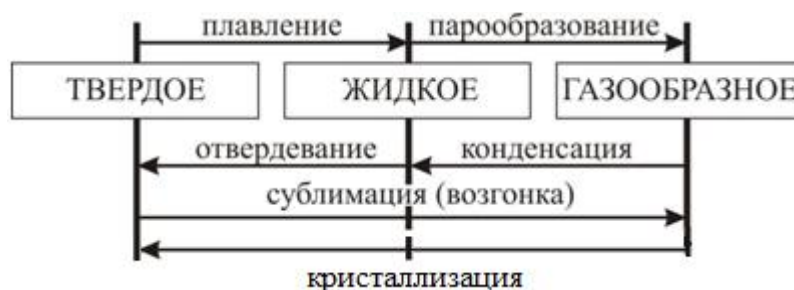 плавление парообразование
ТВЕРДОЕ ЖИДКОЕ ГАЗООБРАЗНОЕ
отвердевание конденсация
сублимация (возгонка)
кристаллизация